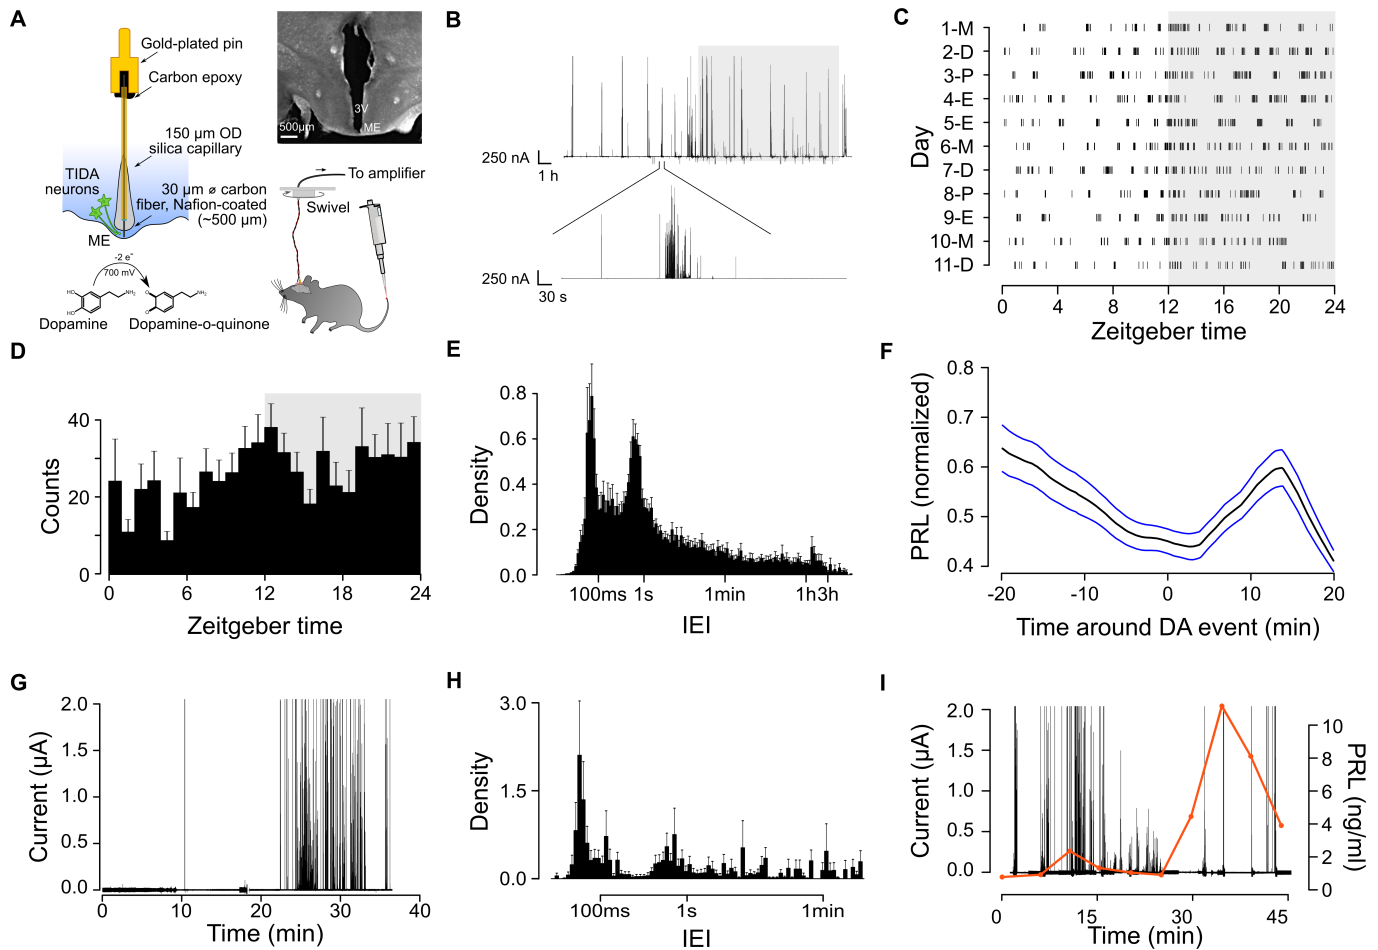 A
Gold-plated pin
Carbon epoxy
150 µm OD
silica capillary
TIDA
neurons
30 µm ø carbon
fiber, Nafion-coated
(~500 µm)
ME
-2 e-
700 mV
HO
OH
NH2
O
O
NH2
Dopamine
Dopamine-o-quinone
3V
ME
500µm
To amplifier
Swivel
B
250 nA
1 h
250 nA
30 s
C
Day
1-M
2-D
3-P
4-E
5-E
6-M
7-D
8-P
9-E
10-M
11-D
0 4 8 12 16 20 24
Zeitgeber time
D
Counts
40
20
0
0 6 12 18 24
Zeitgeber time
E
Density
0.8
0.6
0.4
0.2
0.0
100ms 1s 1min 1h3h
IEI
F
PRL (normalized)
0.8
0.7
0.6
0.5
0.4
-20 -10 0 10 20
Time around DA event (min)
G
Current (µA)
2.0
1.5
1.0
0.5
0.0
0 10 20 30 40
Time (min)
H
Density
3.0
1.5
0.0
100ms 1s 1min
IEI
I
Current (µA)
2.0
1.5
1.0
0.5
0.0
10
8
6
4
2
0
PRL (ng/ml)
0 15 30 45
Time (min)